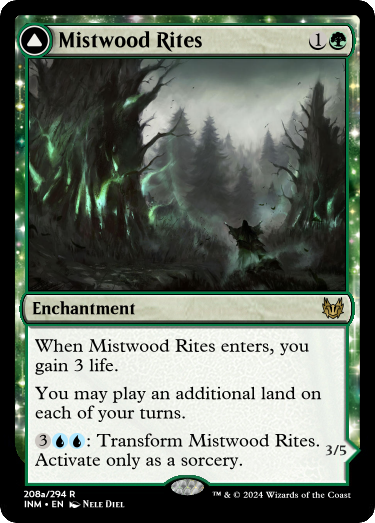 Mistwood Rites 1
Enchantment
When Mistwood Rites enters, you
gain 3 life.
You may play an additional land on
each of your turns.
3: Transform Mistwood Rites.
Activate only as a sorcery.
3/5
208a/294 R
INM • EN NELE DIEL
™ & © 2024 Wizards of the Coast